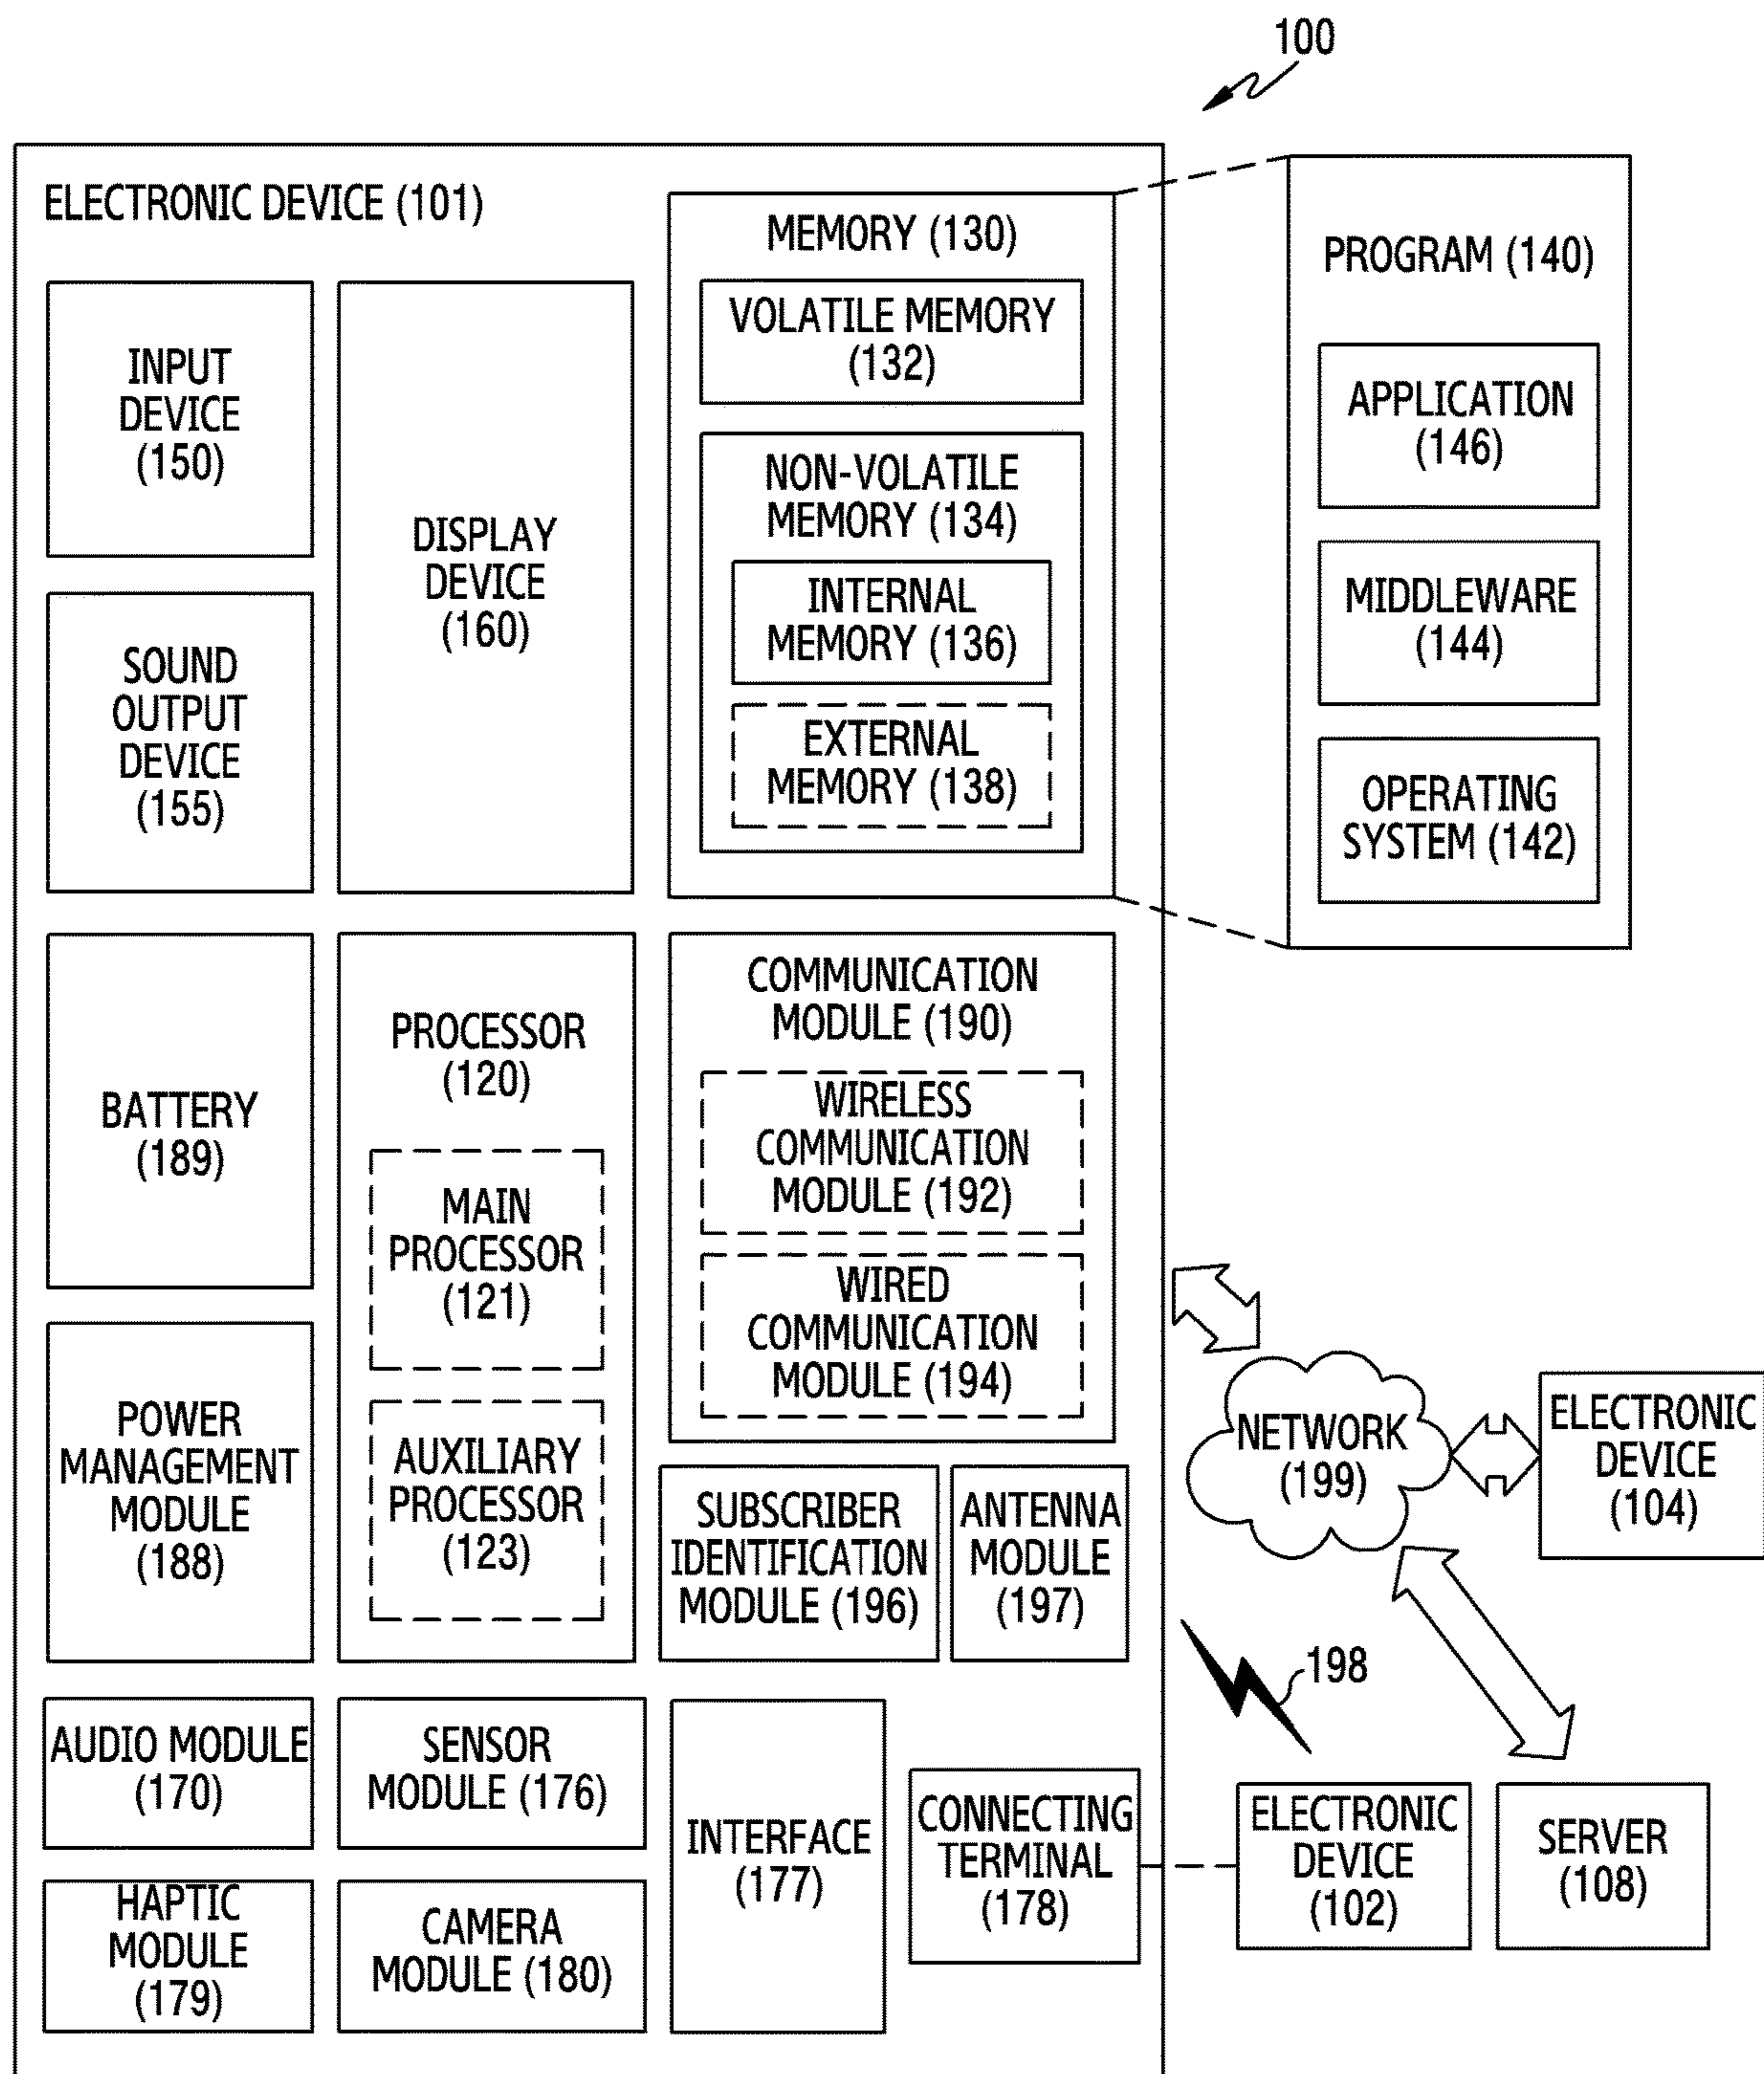 100
ELECTRONIC DEVICE (101)
INPUT
DEVICE
(150)
SOUND
OUTPUT
DEVICE
(155)
DISPLAY
DEVICE
(160)
MEMORY (130)
VOLATILE MEMORY
(132)
NON-VOLATILE
MEMORY (134)
INTERNAL
MEMORY (136)
EXTERNAL
MEMORY (138)
PROGRAM (140)
APPLICATION
(146)
MIDDLEWARE
(144)
OPERATING
SYSTEM (142)
BATTERY
(189)
POWER
MANAGEMENT
MODULE
(188)
PROCESSOR
(120)
MAIN
PROCESSOR
(121)
AUXILIARY
PROCESSOR
(123)
COMMUNICATION
MODULE (190)
WIRELESS
COMMUNICATION
MODULE (192)
WIRED
COMMUNICATION
MODULE (194)
SUBSCRIBER
IDENTIFICATION
MODULE (196)
ANTENNA
MODULE
(197)
NETWORK
(199)
ELECTRONIC
DEVICE
(104)
198
AUDIO MODULE
(170)
SENSOR
MODULE (176)
HAPTIC
MODULE
(179)
CAMERA
MODULE (180)
INTERFACE
(177)
CONNECTING
TERMINAL
(178)
ELECTRONIC
DEVICE
(102)
SERVER
(108)